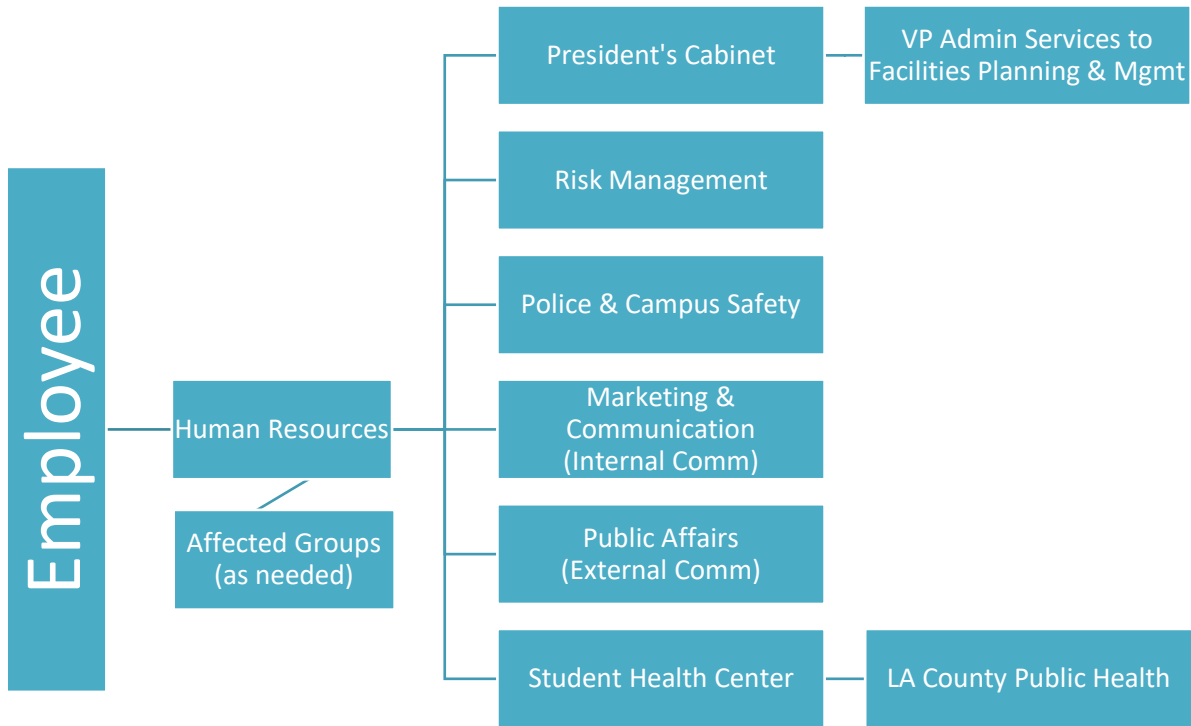 Employee
Human Resources
Affected Groups
(as needed)
President's Cabinet
VP Admin Services to
Facilities Planning & Mgmt
Risk Management
Police & Campus Safety
Marketing &
Communication
(Internal Comm)
Public Affairs
(External Comm)
Student Health Center
LA County Public Health